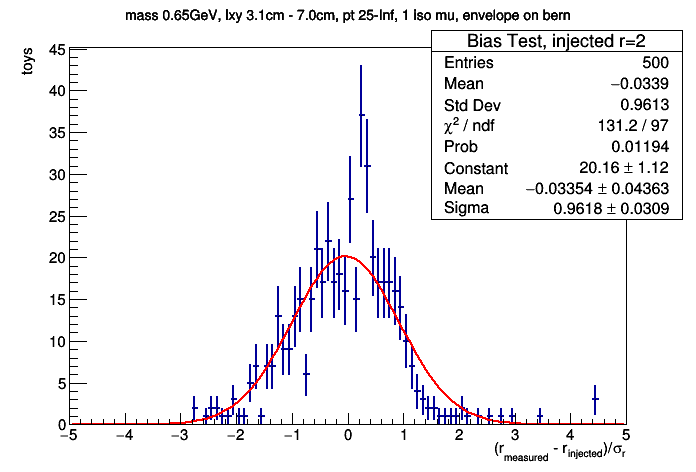 mass 0.65GeV, lxy 3.1cm - 7.0cm, pt 25-Inf, 1 Iso mu, envelope on bern
Bias Test, injected r=2
Entries 500
Mean −0.0339
Std Dev 0.9613
χ² / ndf 131.2 / 97
Prob 0.01194
Constant 20.16 ± 1.12
Mean −0.03354 ± 0.04363
Sigma 0.9618 ± 0.0309
toys
45
40
35
30
25
20
15
10
5
0
−5 −4 −3 −2 −1 0 1 2 3 4 5
(r_measured - r_injected)/σ_r